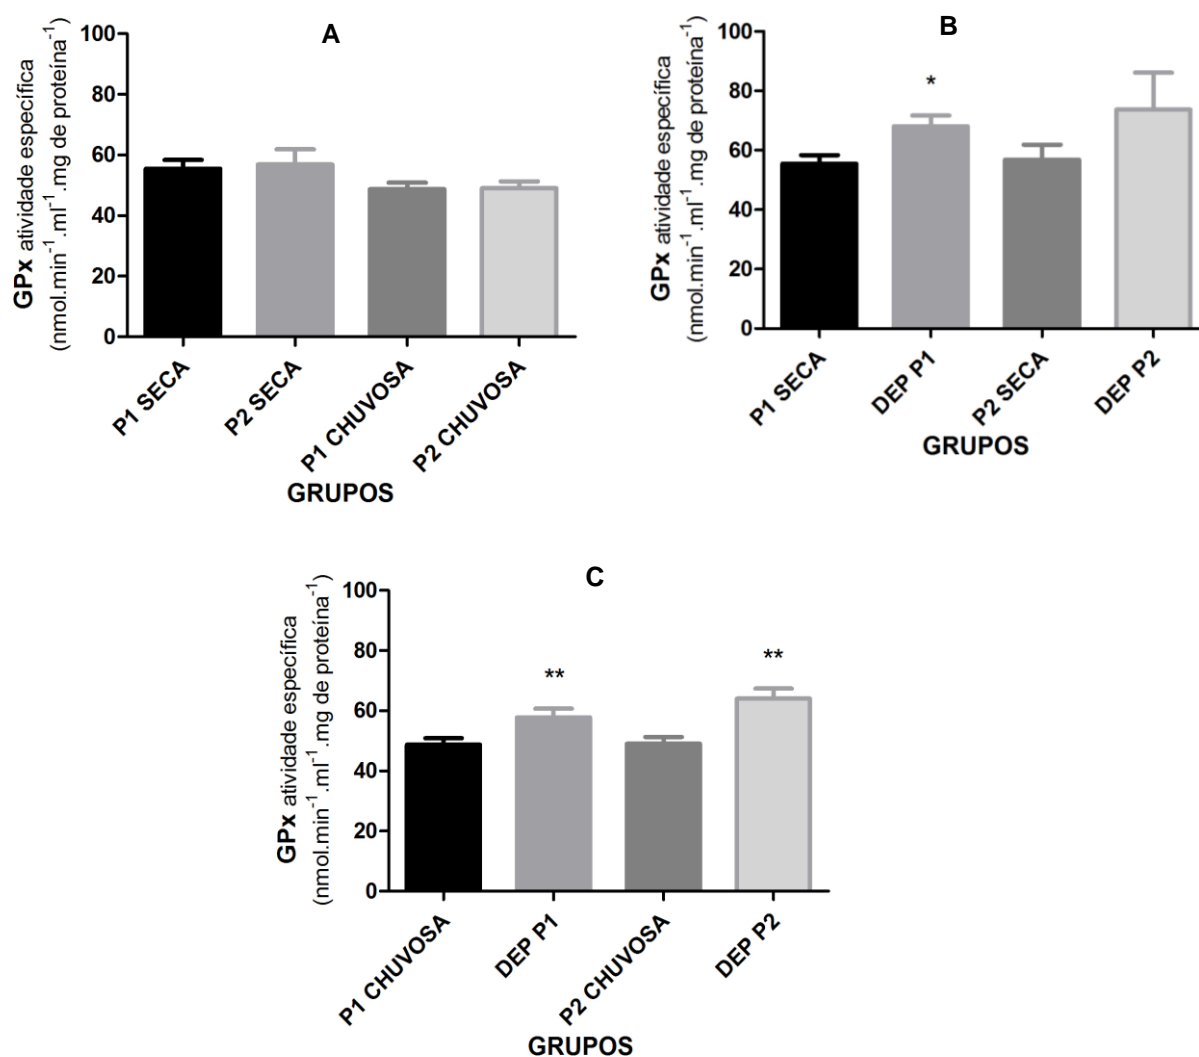 A
GPx atividade específica
(nmol.min⁻¹.ml⁻¹.mg de proteína⁻¹)
100
80
60
40
20
0
P1 SECA
P2 SECA
P1 CHUVOSA
P2 CHUVOSA
GRUPOS
B
GPx atividade específica
(nmol.min⁻¹.ml⁻¹.mg de proteína⁻¹)
100
80
60
40
20
0
*
P1 SECA
DEP P1
P2 SECA
DEP P2
GRUPOS
C
GPx atividade específica
(nmol.min⁻¹.ml⁻¹.mg de proteína⁻¹)
100
80
60
40
20
0
**
**
P1 CHUVOSA
DEP P1
P2 CHUVOSA
DEP P2
GRUPOS